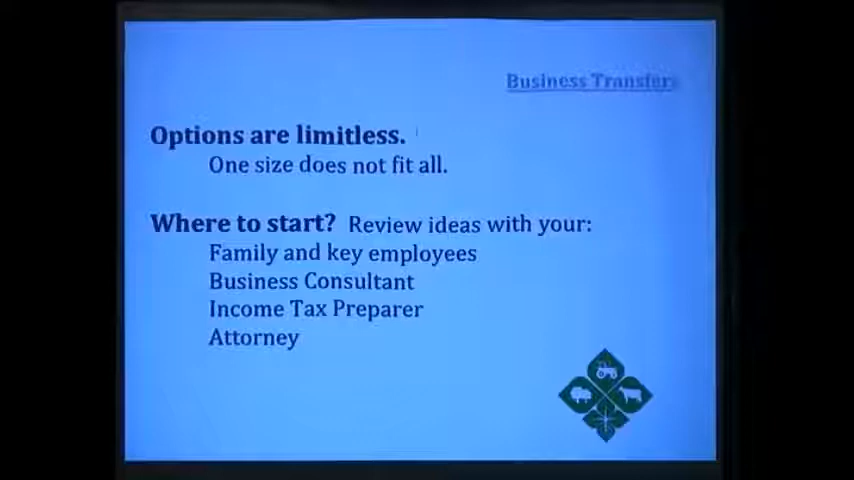 Business Transfers
Options are limitless.
One size does not fit all.
Where to start? Review ideas with your:
Family and key employees
Business Consultant
Income Tax Preparer
Attorney